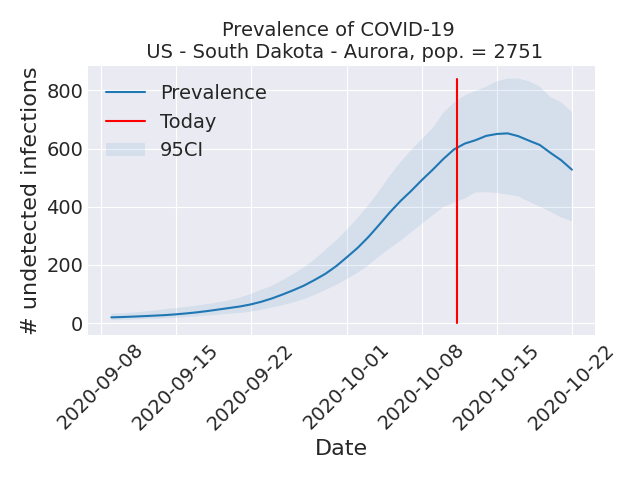 Prevalence of COVID-19
US - South Dakota - Aurora, pop. = 2751
# undetected infections
800
600
400
200
0
Prevalence
Today
95CI
2020-09-08
2020-09-15
2020-09-22
2020-10-01
2020-10-08
2020-10-15
2020-10-22
Date